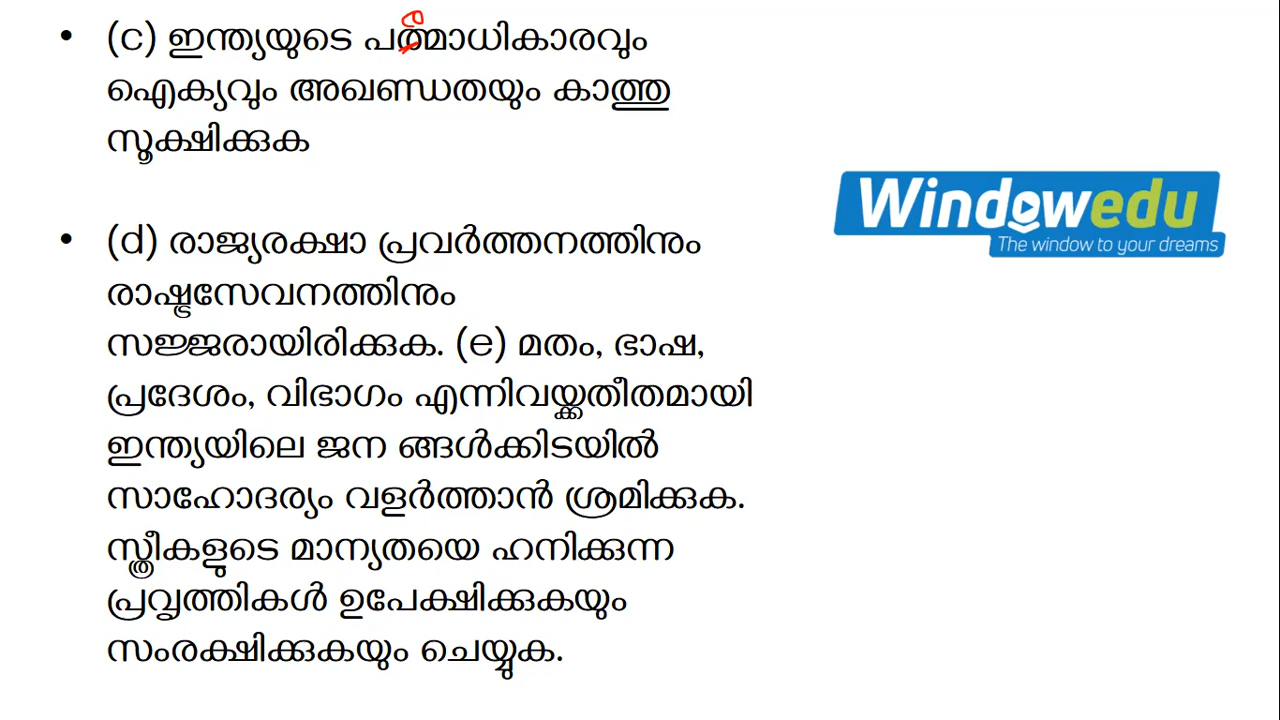 • (c) ഇന്ത്യയുടെ പരമാധികാരവും
ഐക്യവും അഖണ്ഡതയും കാത്തു
സൂക്ഷിക്കുക
• (d) രാജ്യരക്ഷാ പ്രവർത്തനത്തിനും
രാഷ്ട്രസേവനത്തിനും
സജ്ജരായിരിക്കുക. (e) മതം, ഭാഷ,
പ്രദേശം, വിഭാഗം എന്നിവയ്ക്കതീതമായി
ഇന്ത്യയിലെ ജന ങ്ങൾക്കിടയിൽ
സാഹോദര്യം വളർത്താൻ ശ്രമിക്കുക.
സ്ത്രീകളുടെ മാന്യതയെ ഹനിക്കുന്ന
പ്രവൃത്തികൾ ഉപേക്ഷിക്കുകയും
സംരക്ഷിക്കുകയും ചെയ്യുക.
Windowedu
The window to your dreams